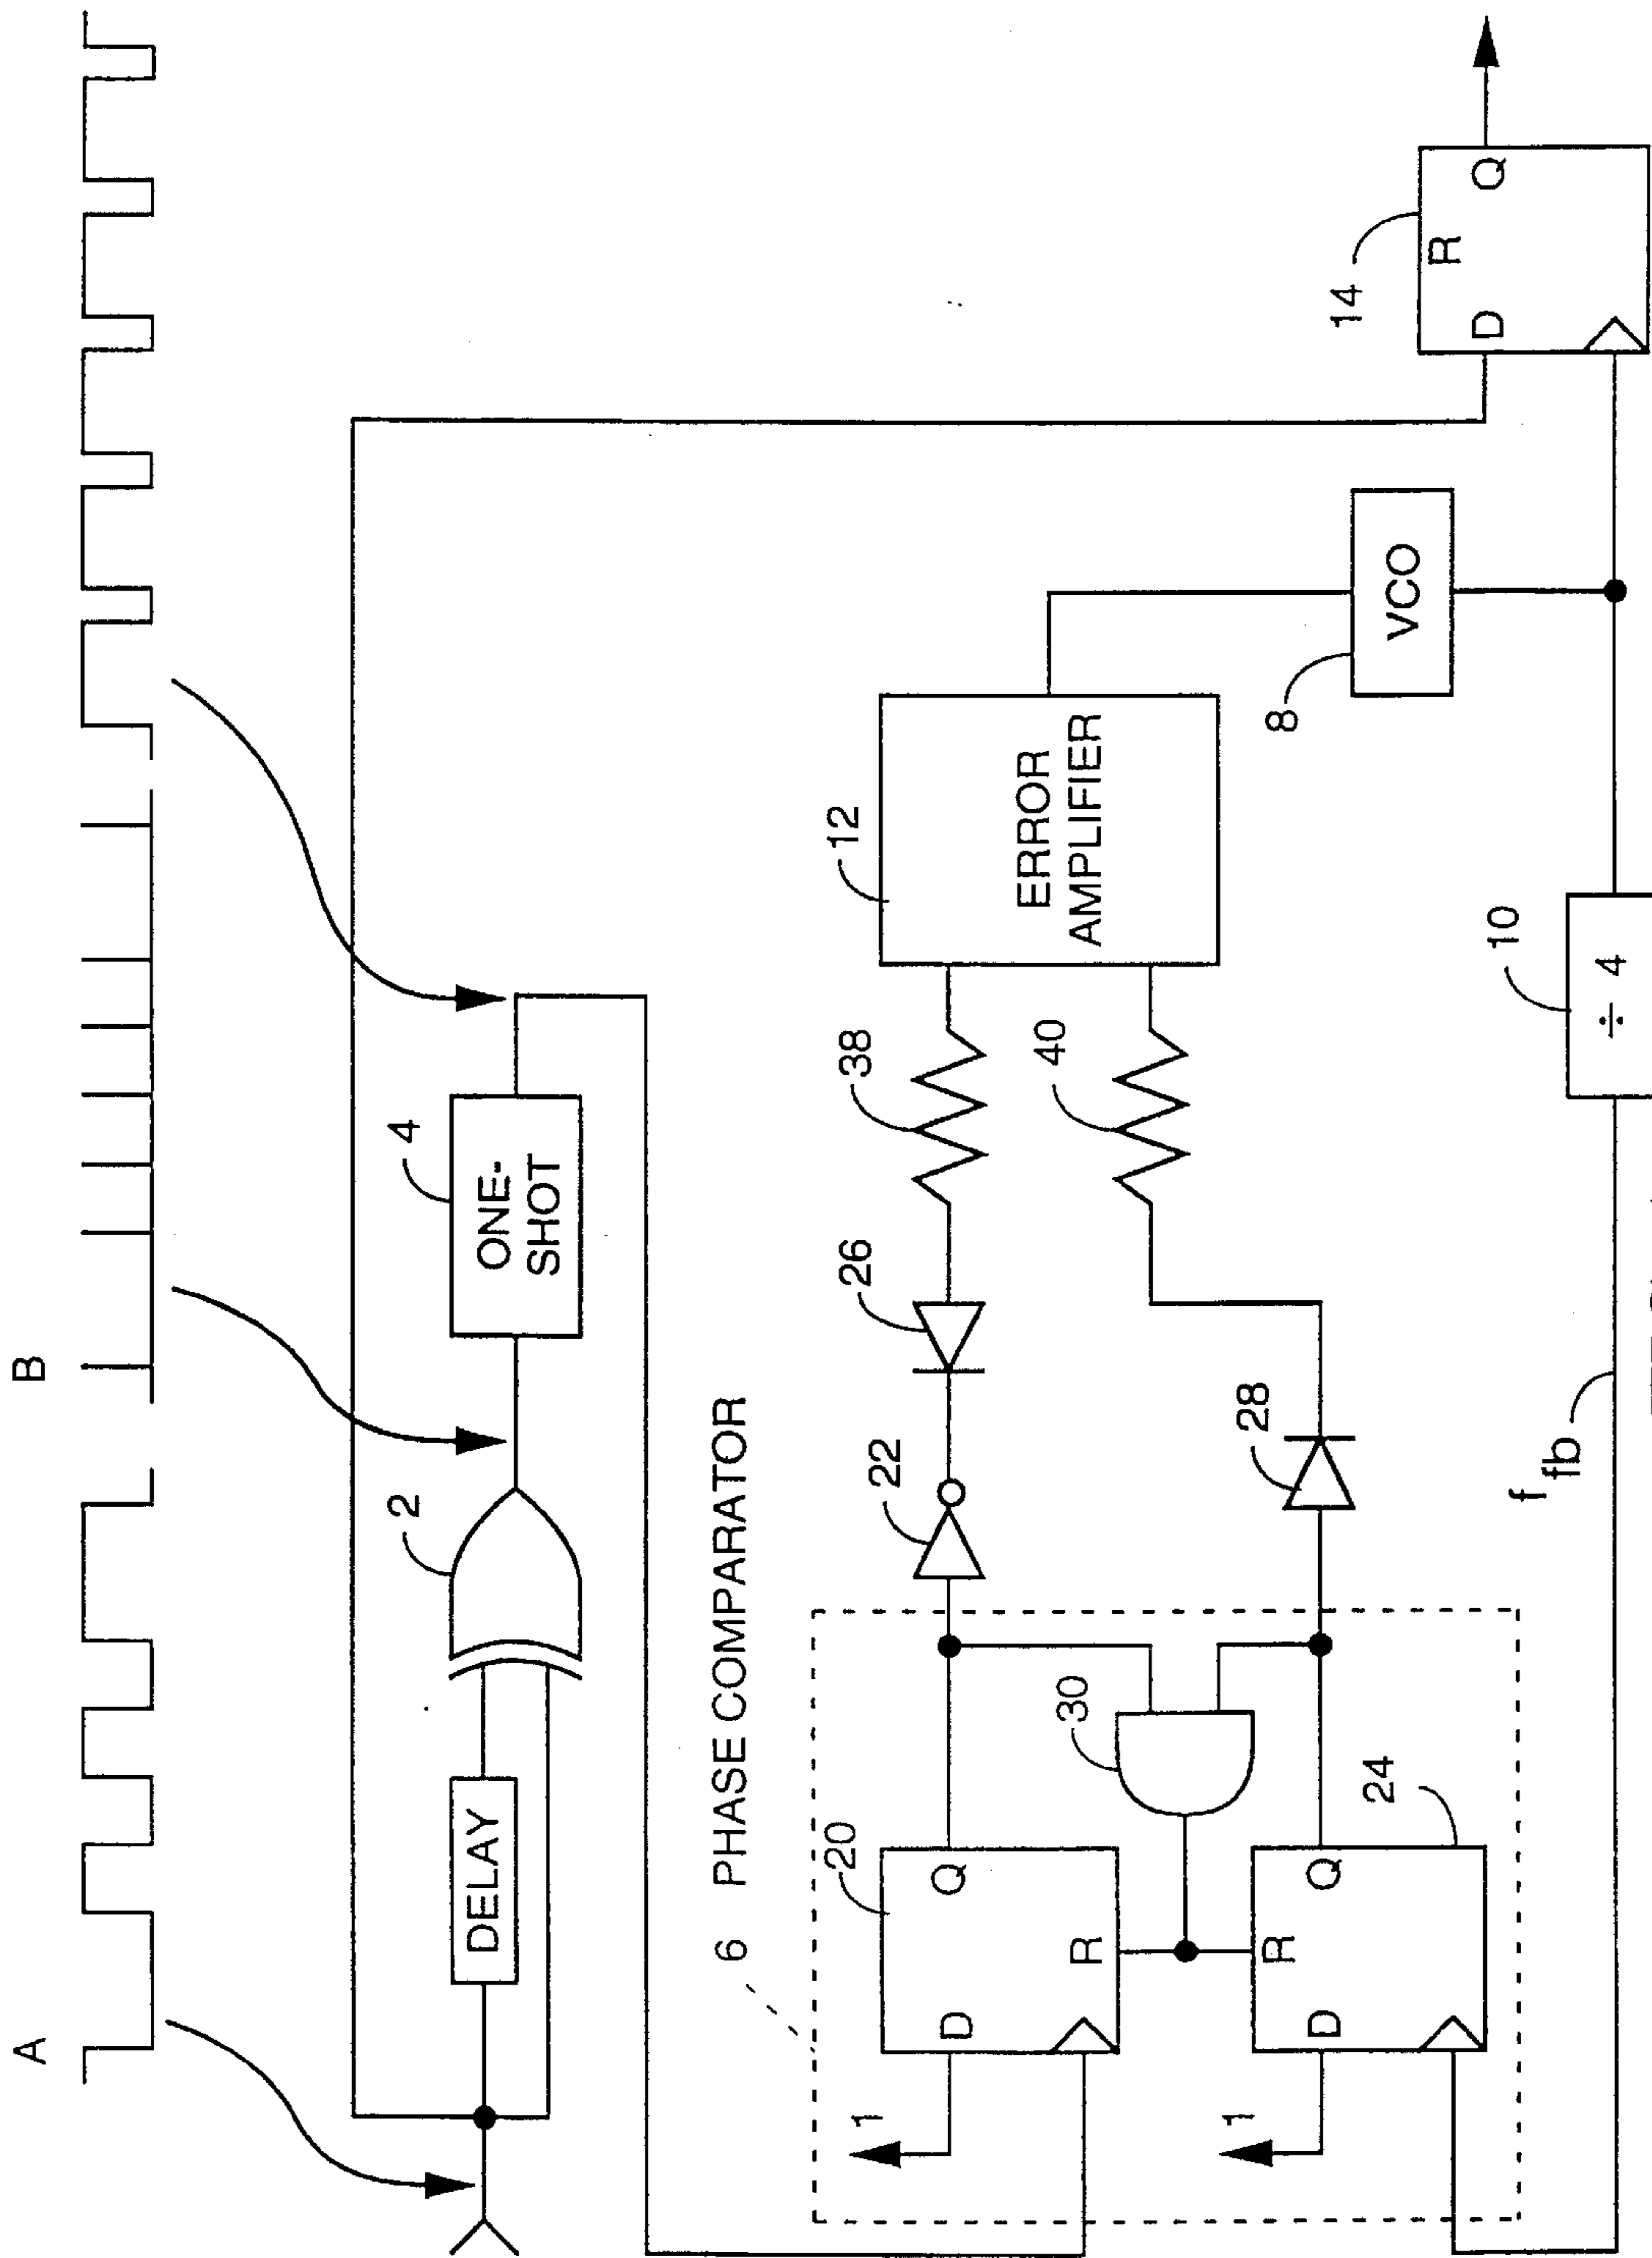 A
B
DELAY
2
ONE-
SHOT
4
6 PHASE COMPARATOR
1
D
Q
R
20
22
26
38
12
ERROR
AMPLIFIER
30
1
D
Q
R
24
28
40
8
VCO
14
D
R
Q
f
fb
10
÷ 4